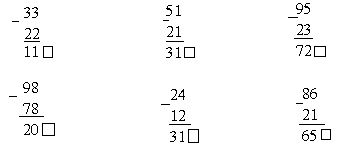 33 51 95
- - -
22 21 23
11 □ 31 □ 72 □
98 24 86
- - -
78 12 21
20 □ 31 □ 65 □